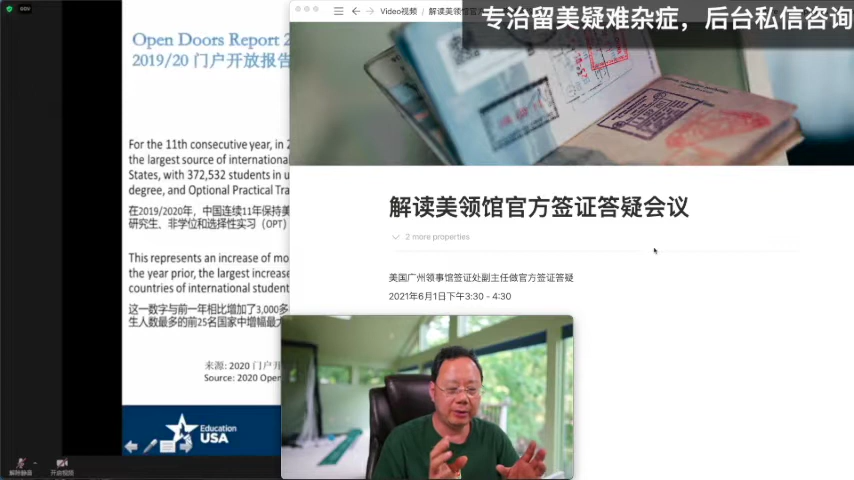 专治留美疑难杂症，后台私信咨询
Video视频 / 解读美领馆官
Open Doors Report 2
2019/20 门户开放报告
For the 11th consecutive year, in 2
the largest source of international
States, with 372,532 students in u
degree, and Optional Practical Tra
在2019/2020年，中国连续11年保持美
研究生、非学位和选择性实习（OPT）
This represents an increase of mo
the year prior, the largest increase
countries of international student
这一数字与前一年相比增加了3,000多
生人数最多的前25名国家中增幅最大
来源: 2020 门户开
Source: 2020 Open
Education
USA
解除静音
开启视频
解读美领馆官方签证答疑会议
2 more properties
美国广州领事馆签证处副主任做官方签证答疑
2021年6月1日下午3:30 - 4:30